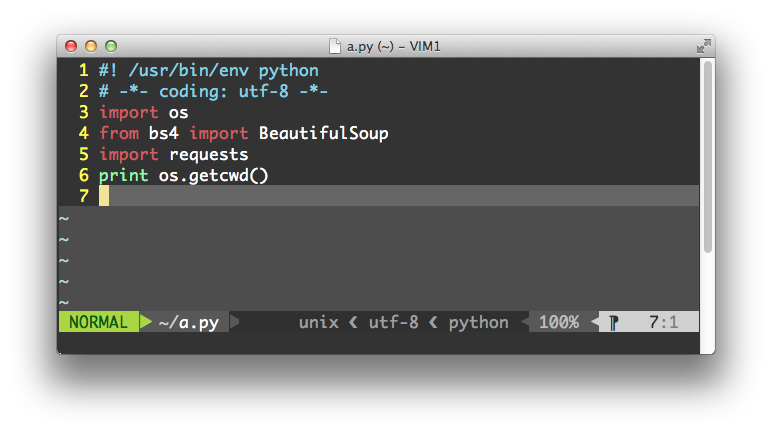 a.py (~) – VIM1
1 #! /usr/bin/env python
2 # -*- coding: utf-8 -*-
3 import os
4 from bs4 import BeautifulSoup
5 import requests
6 print os.getcwd()
7
~
~
~
~
~
NORMAL ~/a.py unix ‹ utf-8 ‹ python 100% ⁋ 7:1